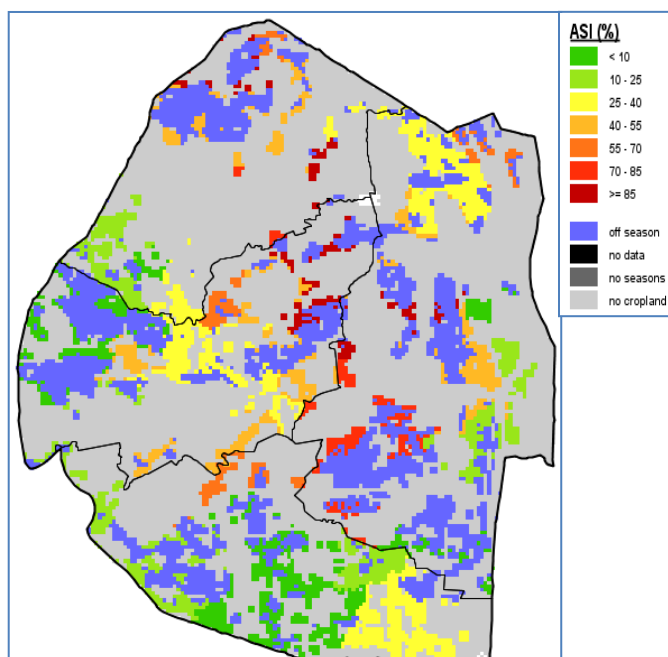 ASI (%)
< 10
10 - 25
25 - 40
40 - 55
55 - 70
70 - 85
>= 85
off season
no data
no seasons
no cropland